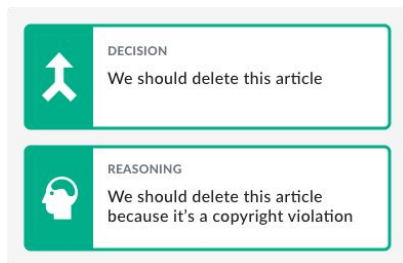 DECISION
We should delete this article
REASONING
We should delete this article
because it's a copyright violation